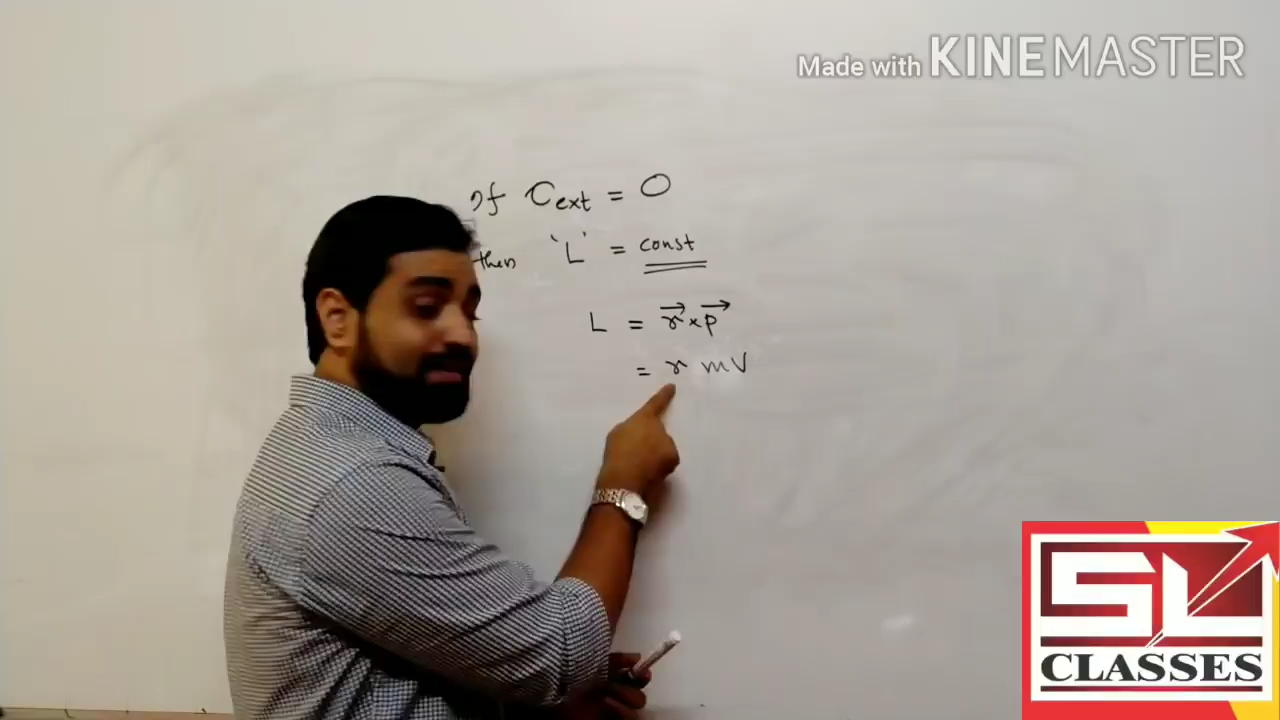 Made with KINEMASTER
If τext = 0
then 'L' = const
L = r⃗ × p⃗
= r mV
SL
CLASSES